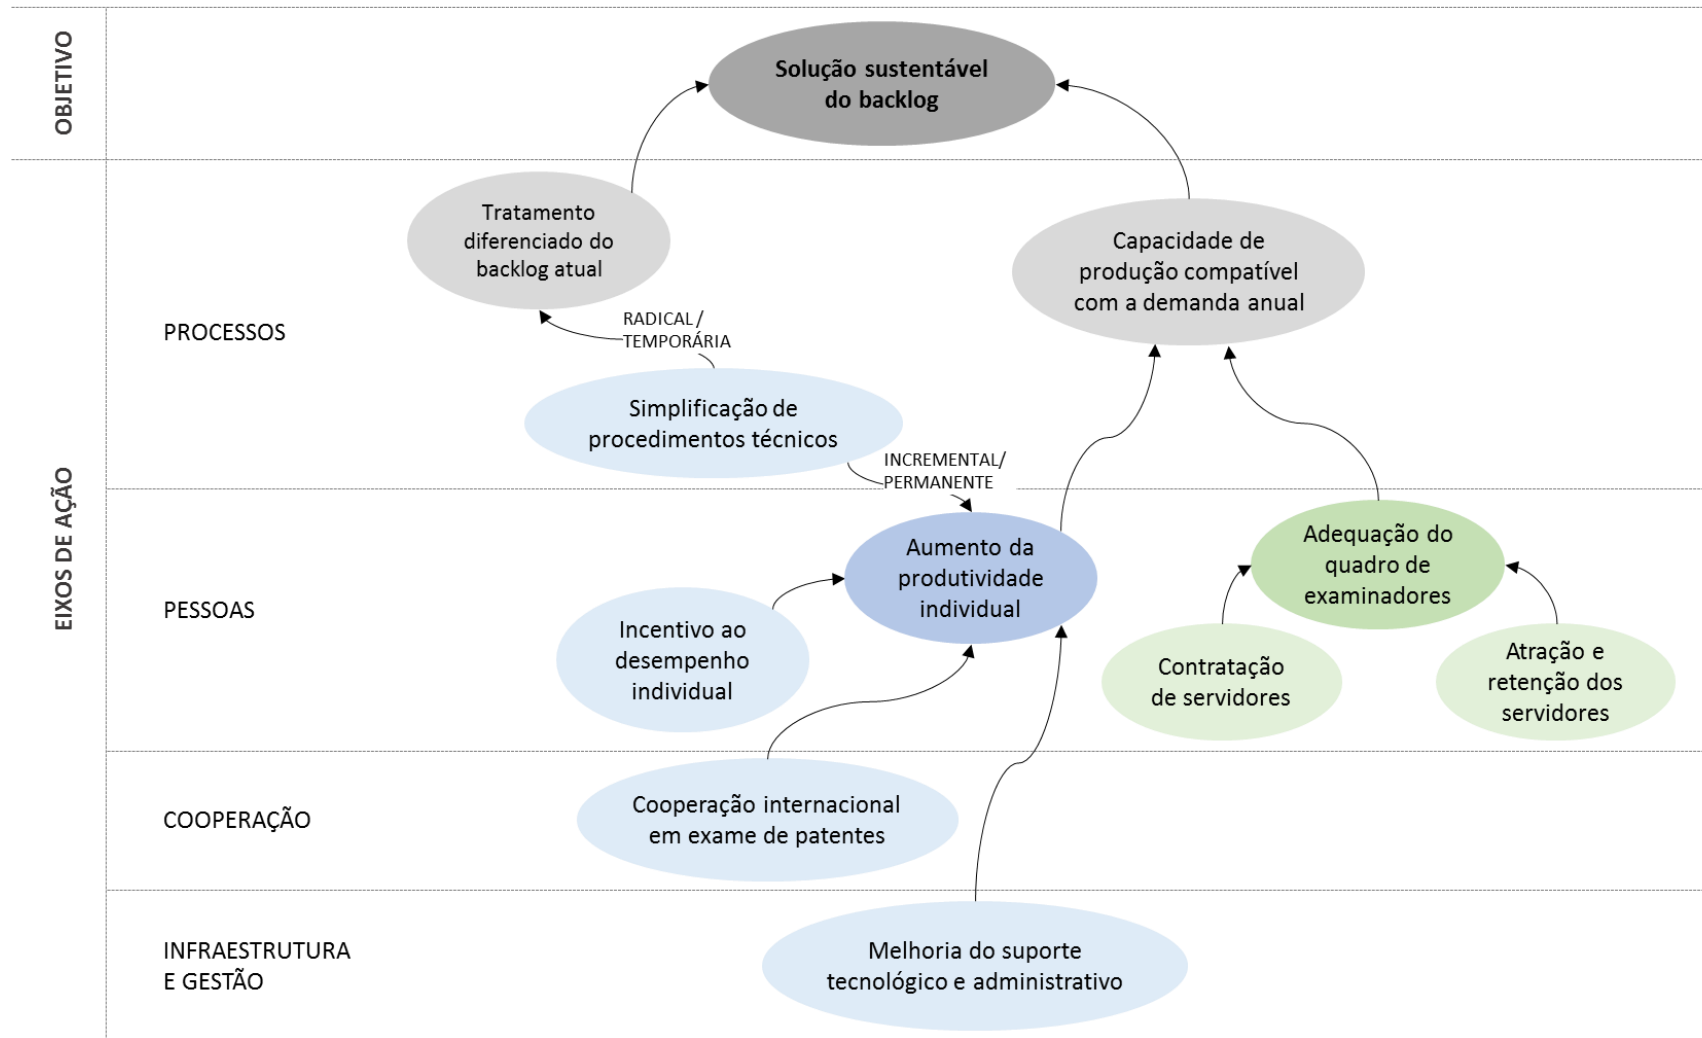 OBJETIVO
Solução sustentável
do backlog
EIXOS DE AÇÃO
PROCESSOS
Tratamento
diferenciado do
backlog atual
Capacidade de
produção compatível
com a demanda anual
RADICAL/
TEMPORÁRIA
Simplificação de
procedimentos técnicos
INCREMENTAL/
PERMANENTE
PESSOAS
Aumento da
produtividade
individual
Adequação do
quadro de
examinadores
Incentivo ao
desempenho
individual
Contratação
de servidores
Atração e
retenção dos
servidores
COOPERAÇÃO
Cooperação internacional
em exame de patentes
INFRAESTRUTURA
E GESTÃO
Melhoria do suporte
tecnológico e administrativo